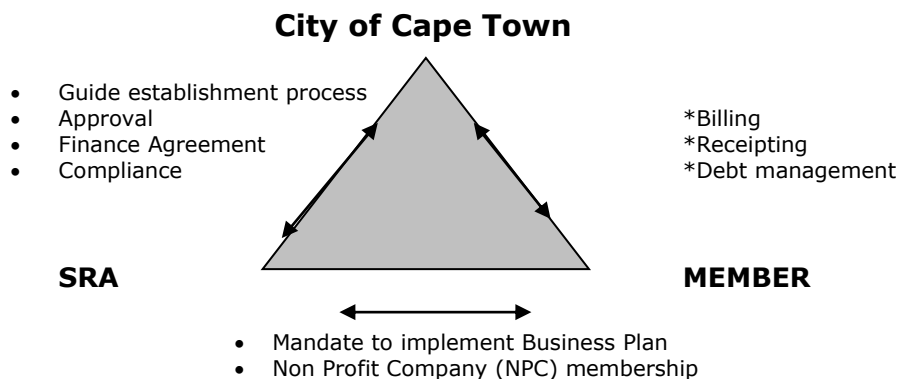 City of Cape Town
• Guide establishment process
• Approval
• Finance Agreement
• Compliance
*Billing
*Receipting
*Debt management
SRA
MEMBER
• Mandate to implement Business Plan
• Non Profit Company (NPC) membership